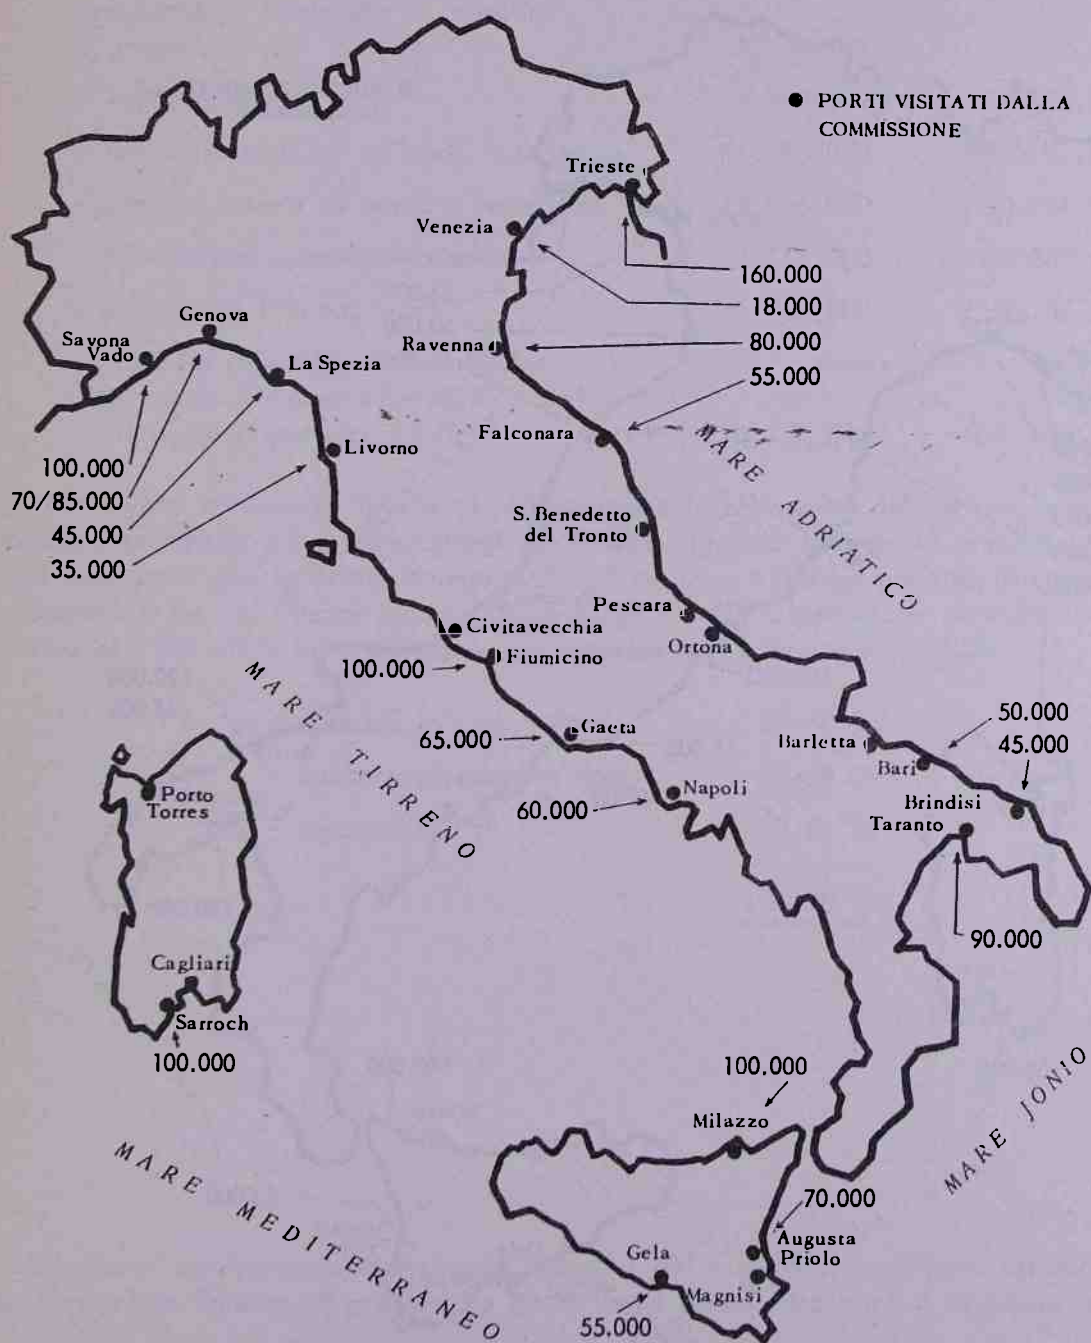 ● PORTI VISITATI DALLA
COMMISSIONE
Trieste
Venezia
160.000
18.000
Ravenna
80.000
55.000
Genova
Savona
Vado
La Spezia
Falconara
Livorno
100.000
70/85.000
45.000
35.000
MARE ADRIATICO
S. Benedetto
del Tronto
Pescara
Ortona
Civitavecchia
Fiumicino
100.000
MARE TIRRENO
Gaeta
65.000
Napoli
60.000
Barletta
Bari
50.000
45.000
Brindisi
Taranto
90.000
Porto
Torres
Cagliari
Sarroch
100.000
100.000
Milazzo
MARE JONIO
MARE MEDITERRANEO
70.000
Augusta
Priolo
Gela
Magnisi
55.000